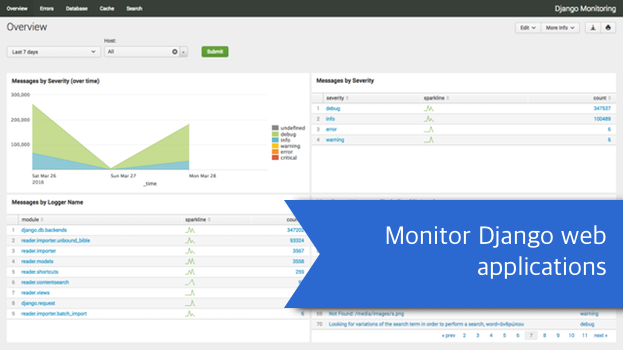 Overview Errors Database Cache Search Django Monitoring
Overview
Edit More Info
Host:
Last 7 days All Submit
Messages by Severity (over time)
300,000
200,000
100,000
undefined
debug
info
warning
error
critical
Sat Mar 26 Sun Mar 27 Mon Mar 28
2016
_time
Messages by Severity
severity sparkline count
1 debug 347537
2 info 100489
3 error 6
4 warning 6
Messages by Logger Name
module sparkline
1 django.db.backends
2 reader.importer.unbound_bible 93324
3 reader.importer 3567
4 reader.models 3558
5 reader.shortcuts
6 reader.contentsearch
7 reader.views
8 django.request
9 reader.importer.batch_import
Monitor Django web
applications
Not Found: /media/images/s.png warning
70 Looking for variations of the search term in order to perform a search, debug
« prev 2 3 4 5 6 7 8 9 10 11 next »